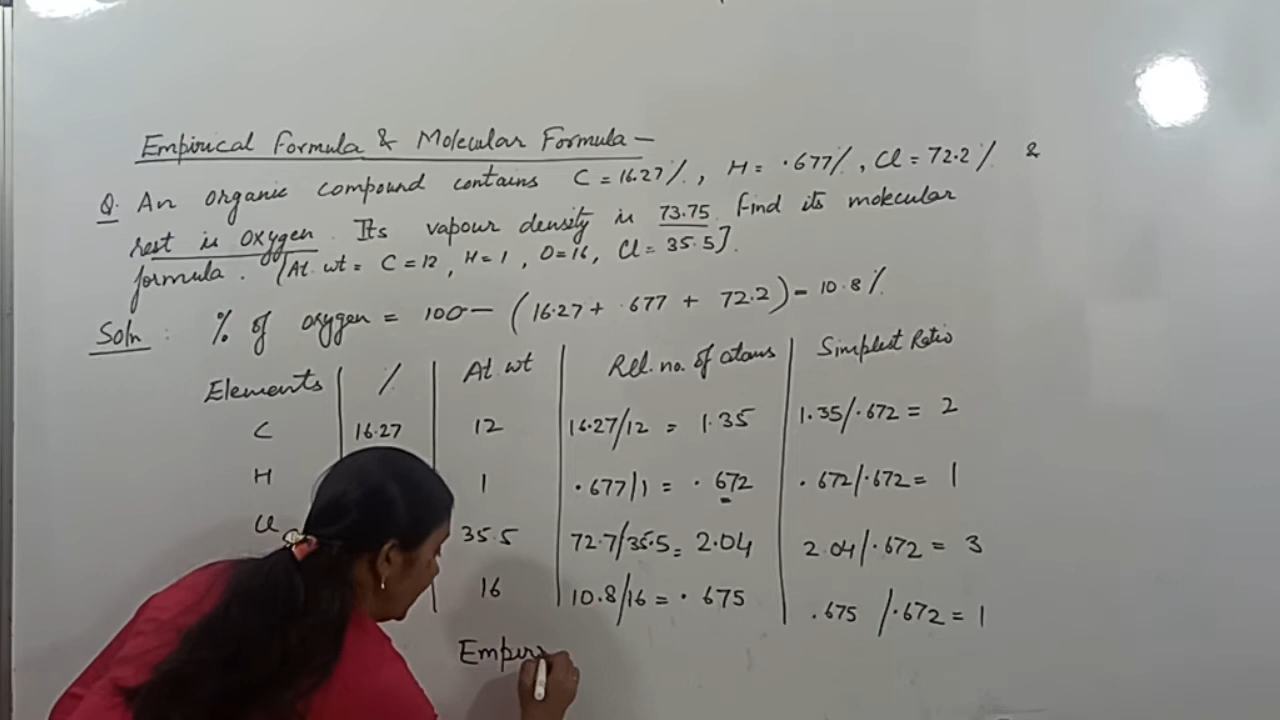 Empirical Formula & Molecular Formula —
Q. An organic compound contains C = 16.27%, H = .677%, Cl = 72.2% &
rest is oxygen. Its vapour density is 73.75. Find its molecular
formula. (At. wt = C = 12, H = 1, O = 16, Cl = 35.5].
Soln : % of oxygen = 100 — (16.27 + .677 + 72.2) = 10.8%
Elements % At wt Rel. no. of atoms Simplest Ratio
C 16.27 12 16.27/12 = 1.35 1.35/.672 = 2
H 1 .677/1 = .672 .672/.672 = 1
Cl 35.5 72.7/35.5 = 2.04 2.04/.672 = 3
16 10.8/16 = .675 .675 /.672 = 1
Empir